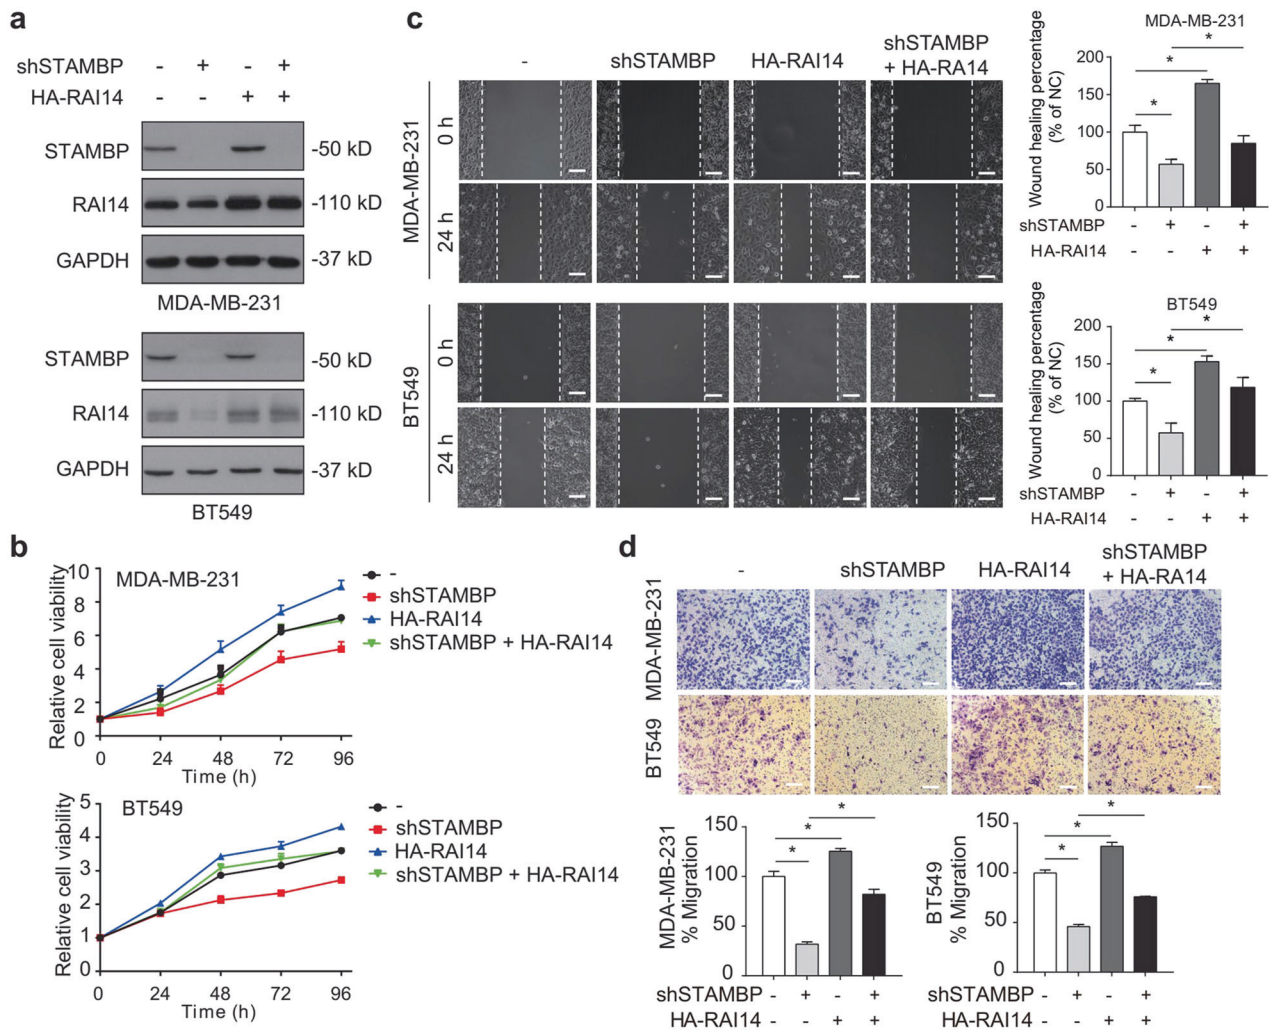 a
shSTAMBP - + - +
HA-RAI14 - - + +
STAMBP -50 kD
RAI14 -110 kD
GAPDH -37 kD
MDA-MB-231
STAMBP -50 kD
RAI14 -110 kD
GAPDH -37 kD
BT549
b
MDA-MB-231
Relative cell viability
10
8
6
4
2
0
0 24 48 72 96
Time (h)
-
shSTAMBP
HA-RAI14
shSTAMBP + HA-RAI14
BT549
Relative cell viability
5
4
3
2
1
0
0 24 48 72 96
Time (h)
-
shSTAMBP
HA-RAI14
shSTAMBP + HA-RAI14
c
- shSTAMBP HA-RAI14 shSTAMBP
+ HA-RA14
MDA-MB-231
0 h
24 h
BT549
0 h
24 h
MDA-MB-231
Wound healing percentage
(% of NC)
200
150
100
50
0
* * *
shSTAMBP - + - +
HA-RAI14 - - + +
BT549
Wound healing percentage
(% of NC)
200
150
100
50
0
* * *
shSTAMBP - + - +
HA-RAI14 - - + +
d
- shSTAMBP HA-RAI14 shSTAMBP
+ HA-RA14
MDA-MB-231
BT549
MDA-MB-231
% Migration
150
100
50
0
* * *
shSTAMBP - + - +
HA-RAI14 - - + +
BT549
% Migration
150
100
50
0
* * *
shSTAMBP - + - +
HA-RAI14 - - + +